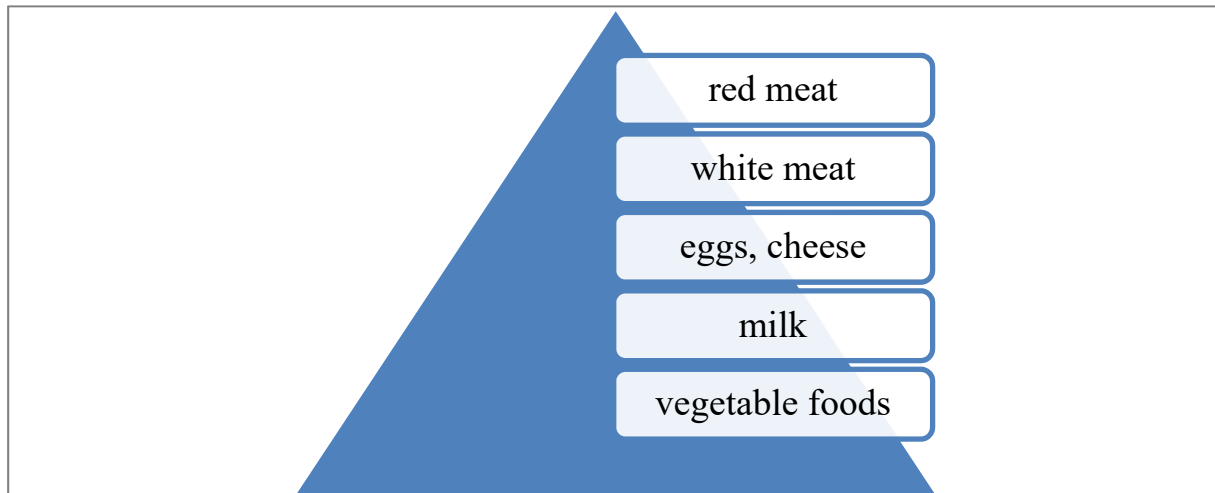 red meat
white meat
eggs, cheese
milk
vegetable foods